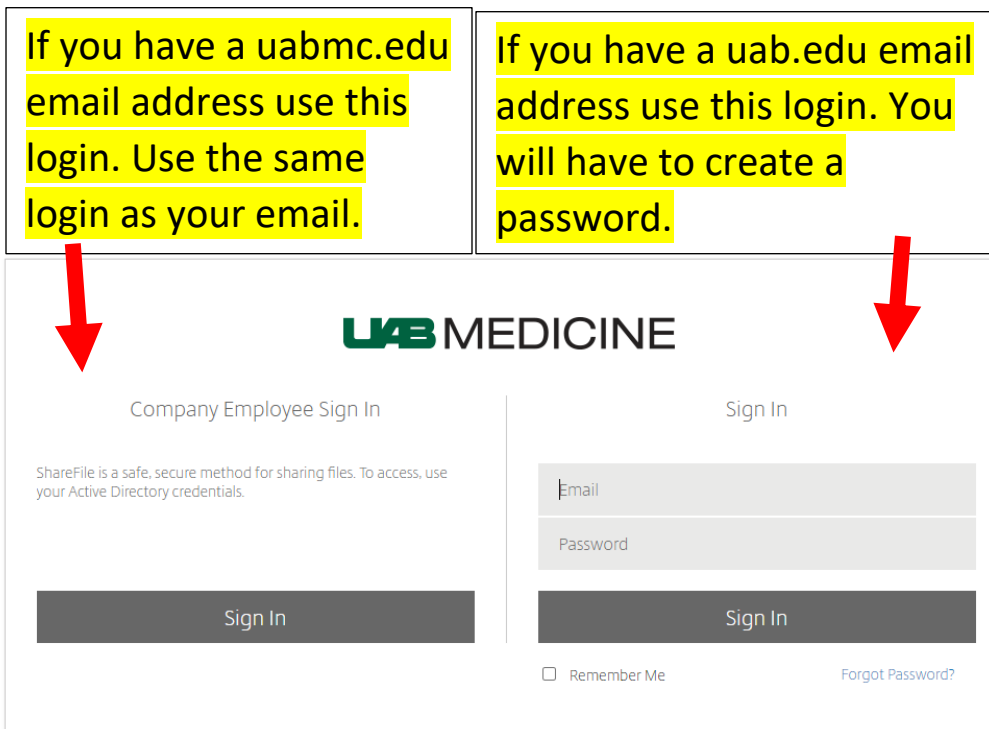 If you have a uabmc.edu
email address use this
login. Use the same
login as your email.
If you have a uab.edu email
address use this login. You
will have to create a
password.
UAB MEDICINE
Company Employee Sign In
ShareFile is a safe, secure method for sharing files. To access, use
your Active Directory credentials.
Sign In
Sign In
Email
Password
Sign In
Remember Me
Forgot Password?